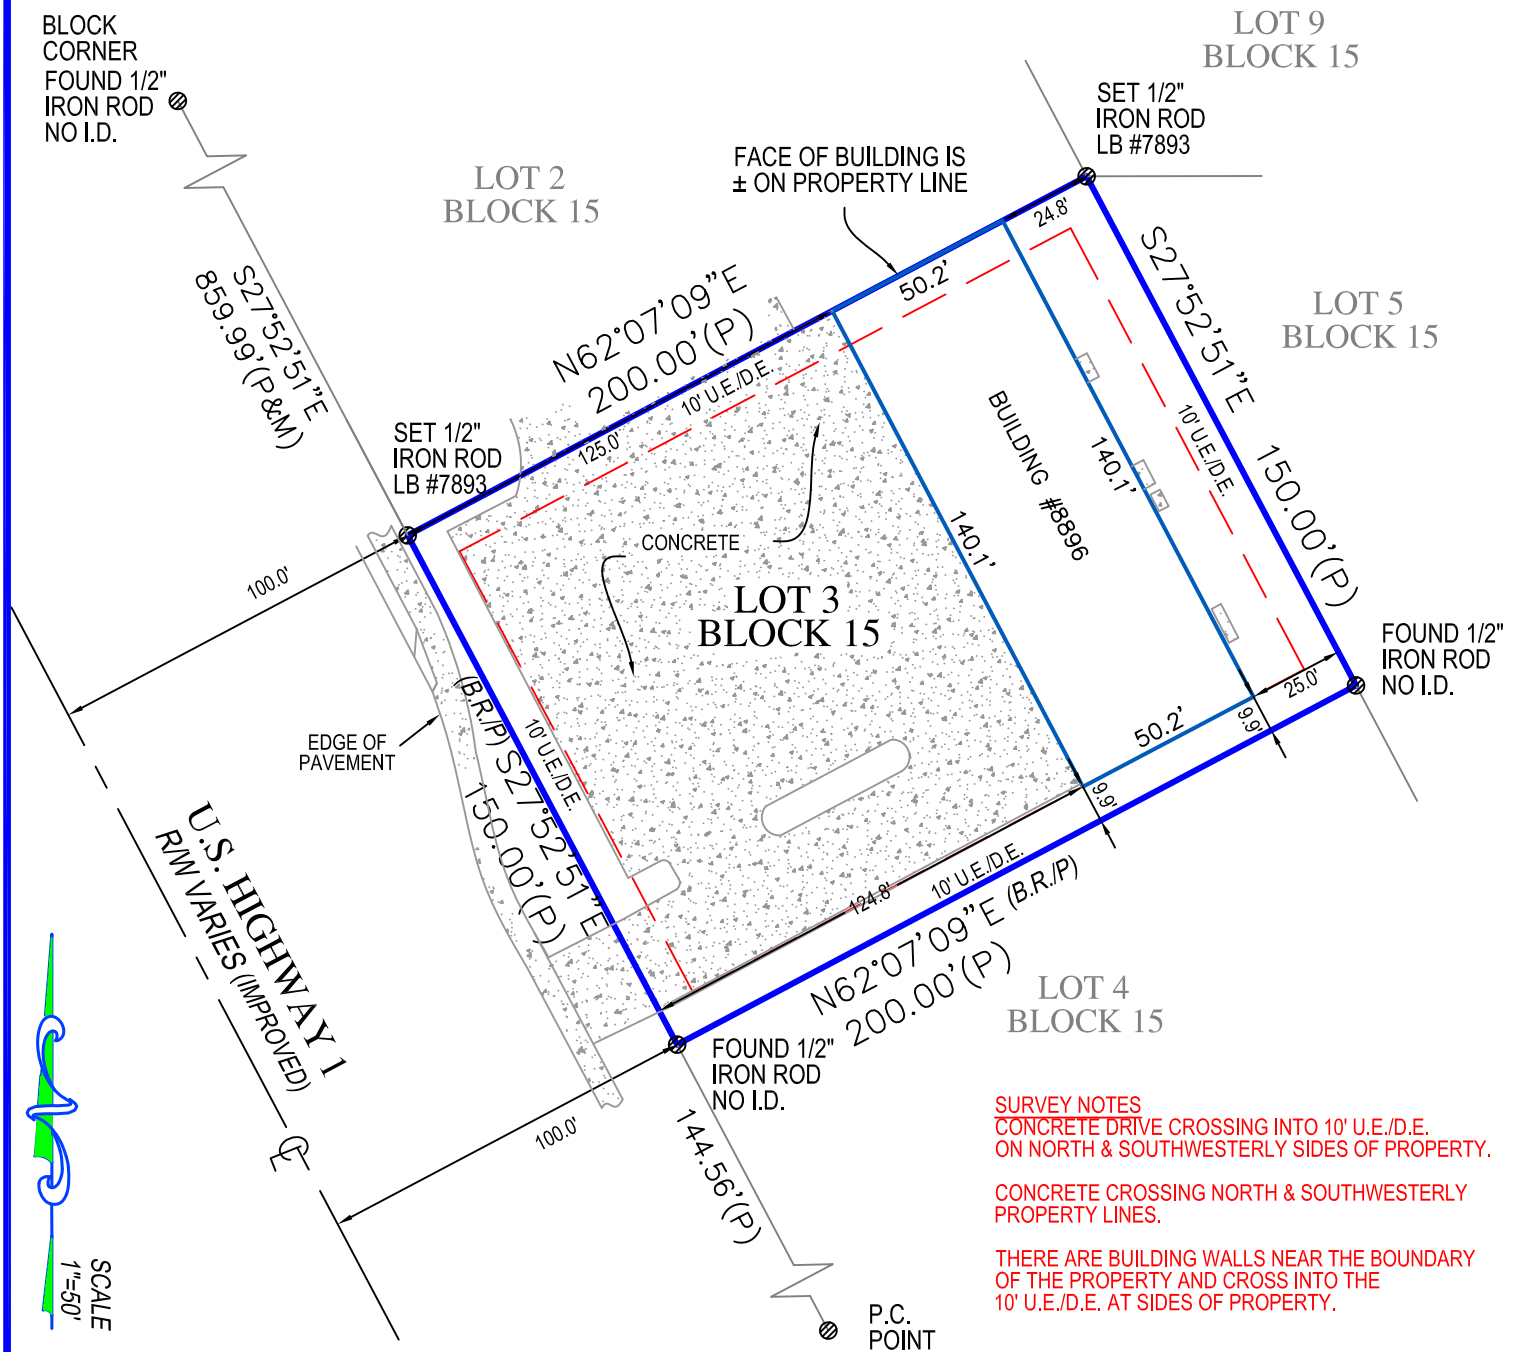 BLOCK
CORNER
FOUND 1/2"
IRON ROD
NO I.D.
LOT 9
BLOCK 15
SET 1/2"
IRON ROD
LB #7893
FACE OF BUILDING IS
± ON PROPERTY LINE
LOT 2
BLOCK 15
24.8'
50.2'
S27°52'51"E
859.99'(P&M)
N62°07'09"E
200.00'(P)
10' U.E./D.E.
125.0'
S27°52'51"E
150.00'(P)
LOT 5
BLOCK 15
SET 1/2"
IRON ROD
LB #7893
BUILDING #8896
140.1'
10' U.E./D.E.
140.1'
CONCRETE
LOT 3
BLOCK 15
100.0'
FOUND 1/2"
IRON ROD
NO I.D.
25.0'
9.9'
50.2'
9.9'
EDGE OF
PAVEMENT
(B.R./P) S27°52'51"E
150.00'(P)
10' U.E./D.E.
U.S. HIGHWAY 1
R/W VARIES (IMPROVED)
124.8'
10' U.E./D.E.
N62°07'09"E (B.R./P)
200.00'(P)
LOT 4
BLOCK 15
FOUND 1/2"
IRON ROD
NO I.D.
100.0'
144.56'(P)
SURVEY NOTES
CONCRETE DRIVE CROSSING INTO 10' U.E./D.E.
ON NORTH & SOUTHWESTERLY SIDES OF PROPERTY.
CONCRETE CROSSING NORTH & SOUTHWESTERLY
PROPERTY LINES.
THERE ARE BUILDING WALLS NEAR THE BOUNDARY
OF THE PROPERTY AND CROSS INTO THE
10' U.E./D.E. AT SIDES OF PROPERTY.
SCALE
1"=50'
P.C.
POINT